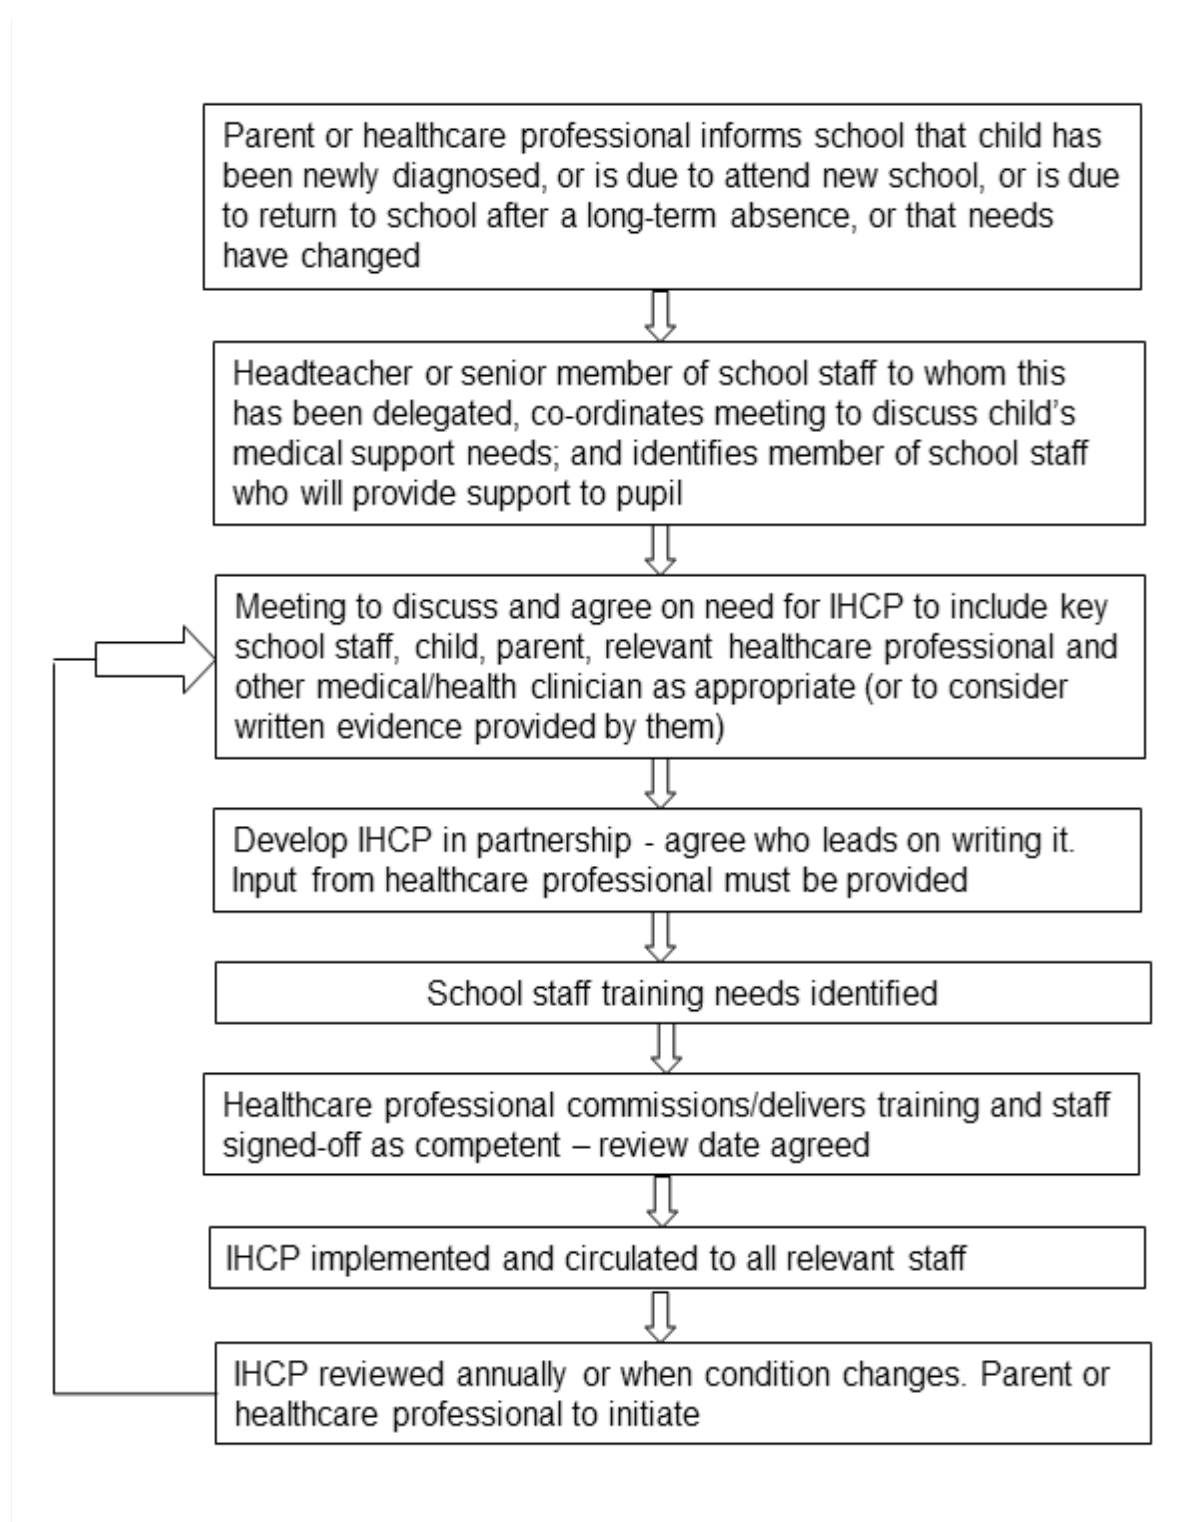 Parent or healthcare professional informs school that child has
been newly diagnosed, or is due to attend new school, or is due
to return to school after a long-term absence, or that needs
have changed
Headteacher or senior member of school staff to whom this
has been delegated, co-ordinates meeting to discuss child’s
medical support needs; and identifies member of school staff
who will provide support to pupil
Meeting to discuss and agree on need for IHCP to include key
school staff, child, parent, relevant healthcare professional and
other medical/health clinician as appropriate (or to consider
written evidence provided by them)
Develop IHCP in partnership - agree who leads on writing it.
Input from healthcare professional must be provided
School staff training needs identified
Healthcare professional commissions/delivers training and staff
signed-off as competent – review date agreed
IHCP implemented and circulated to all relevant staff
IHCP reviewed annually or when condition changes. Parent or
healthcare professional to initiate